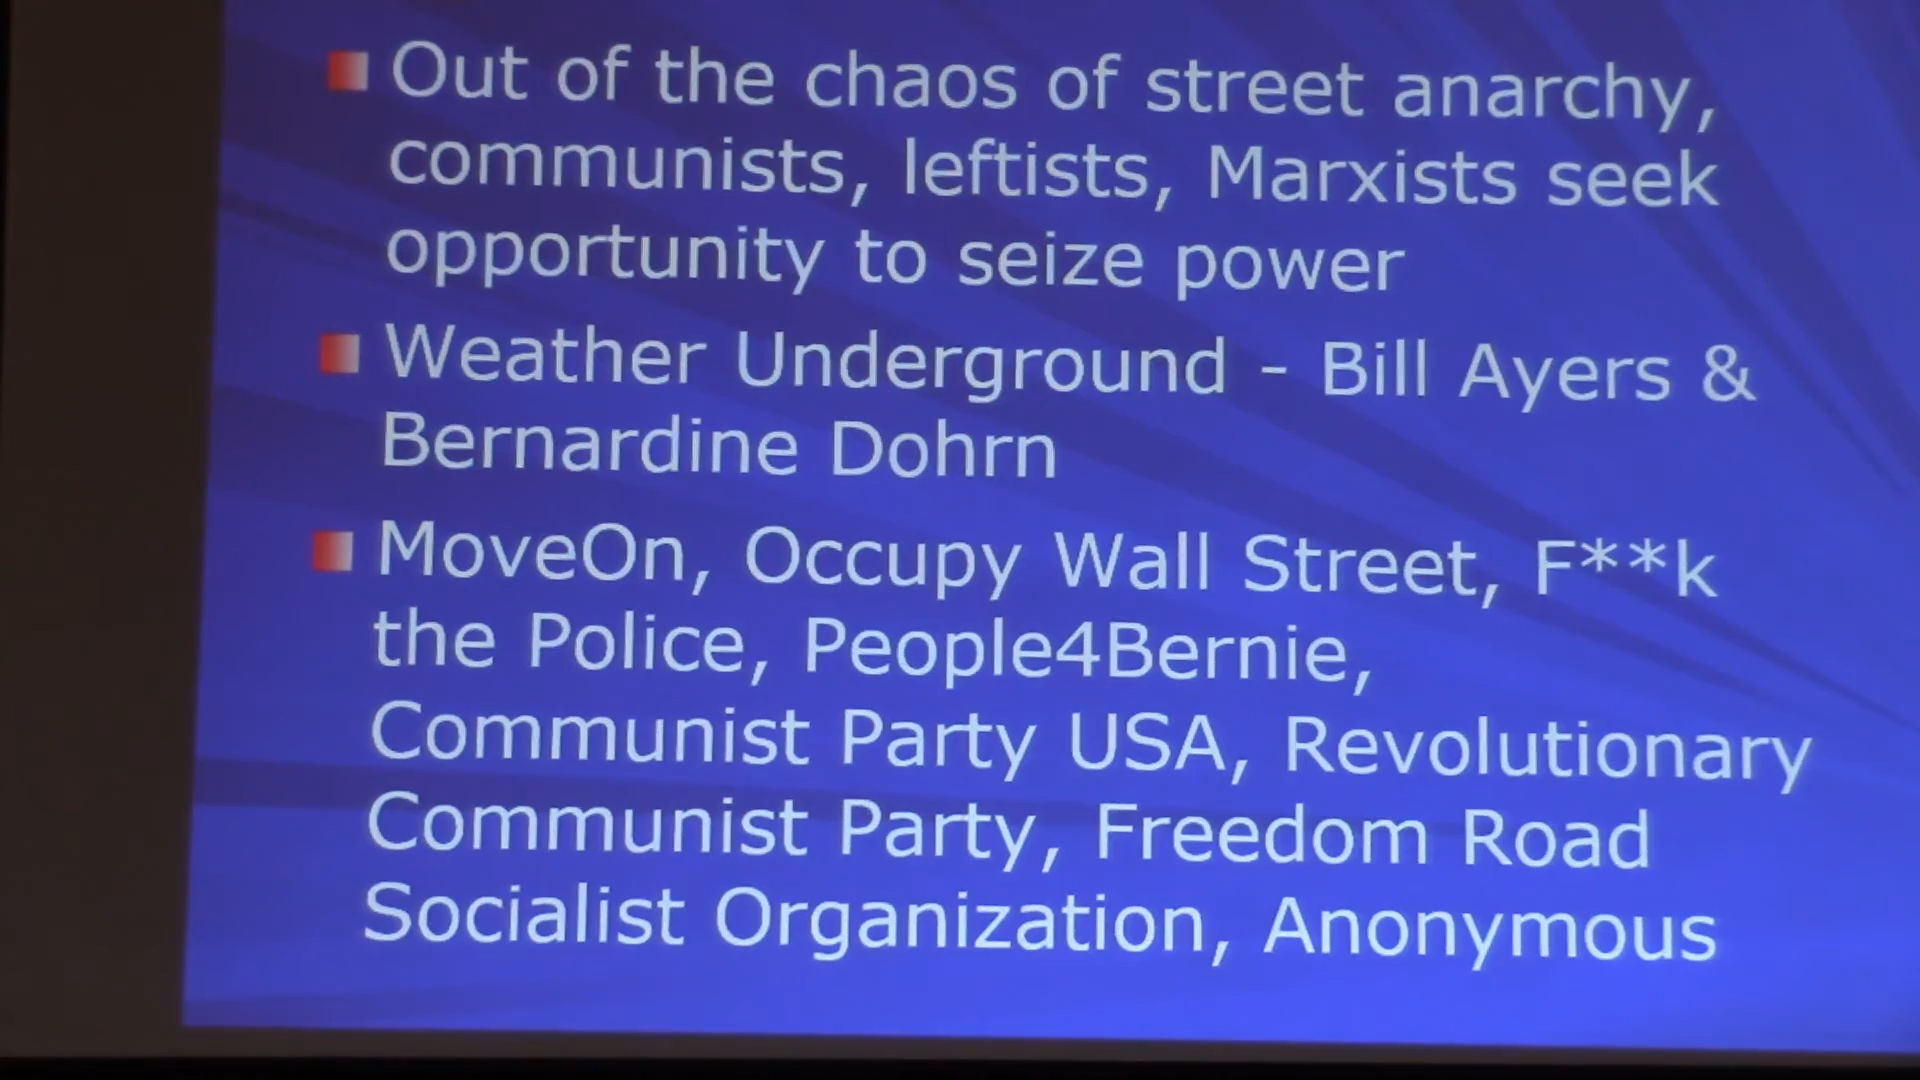 Out of the chaos of street anarchy,
communists, leftists, Marxists seek
opportunity to seize power
Weather Underground - Bill Ayers &
Bernardine Dohrn
MoveOn, Occupy Wall Street, F**k
the Police, People4Bernie,
Communist Party USA, Revolutionary
Communist Party, Freedom Road
Socialist Organization, Anonymous